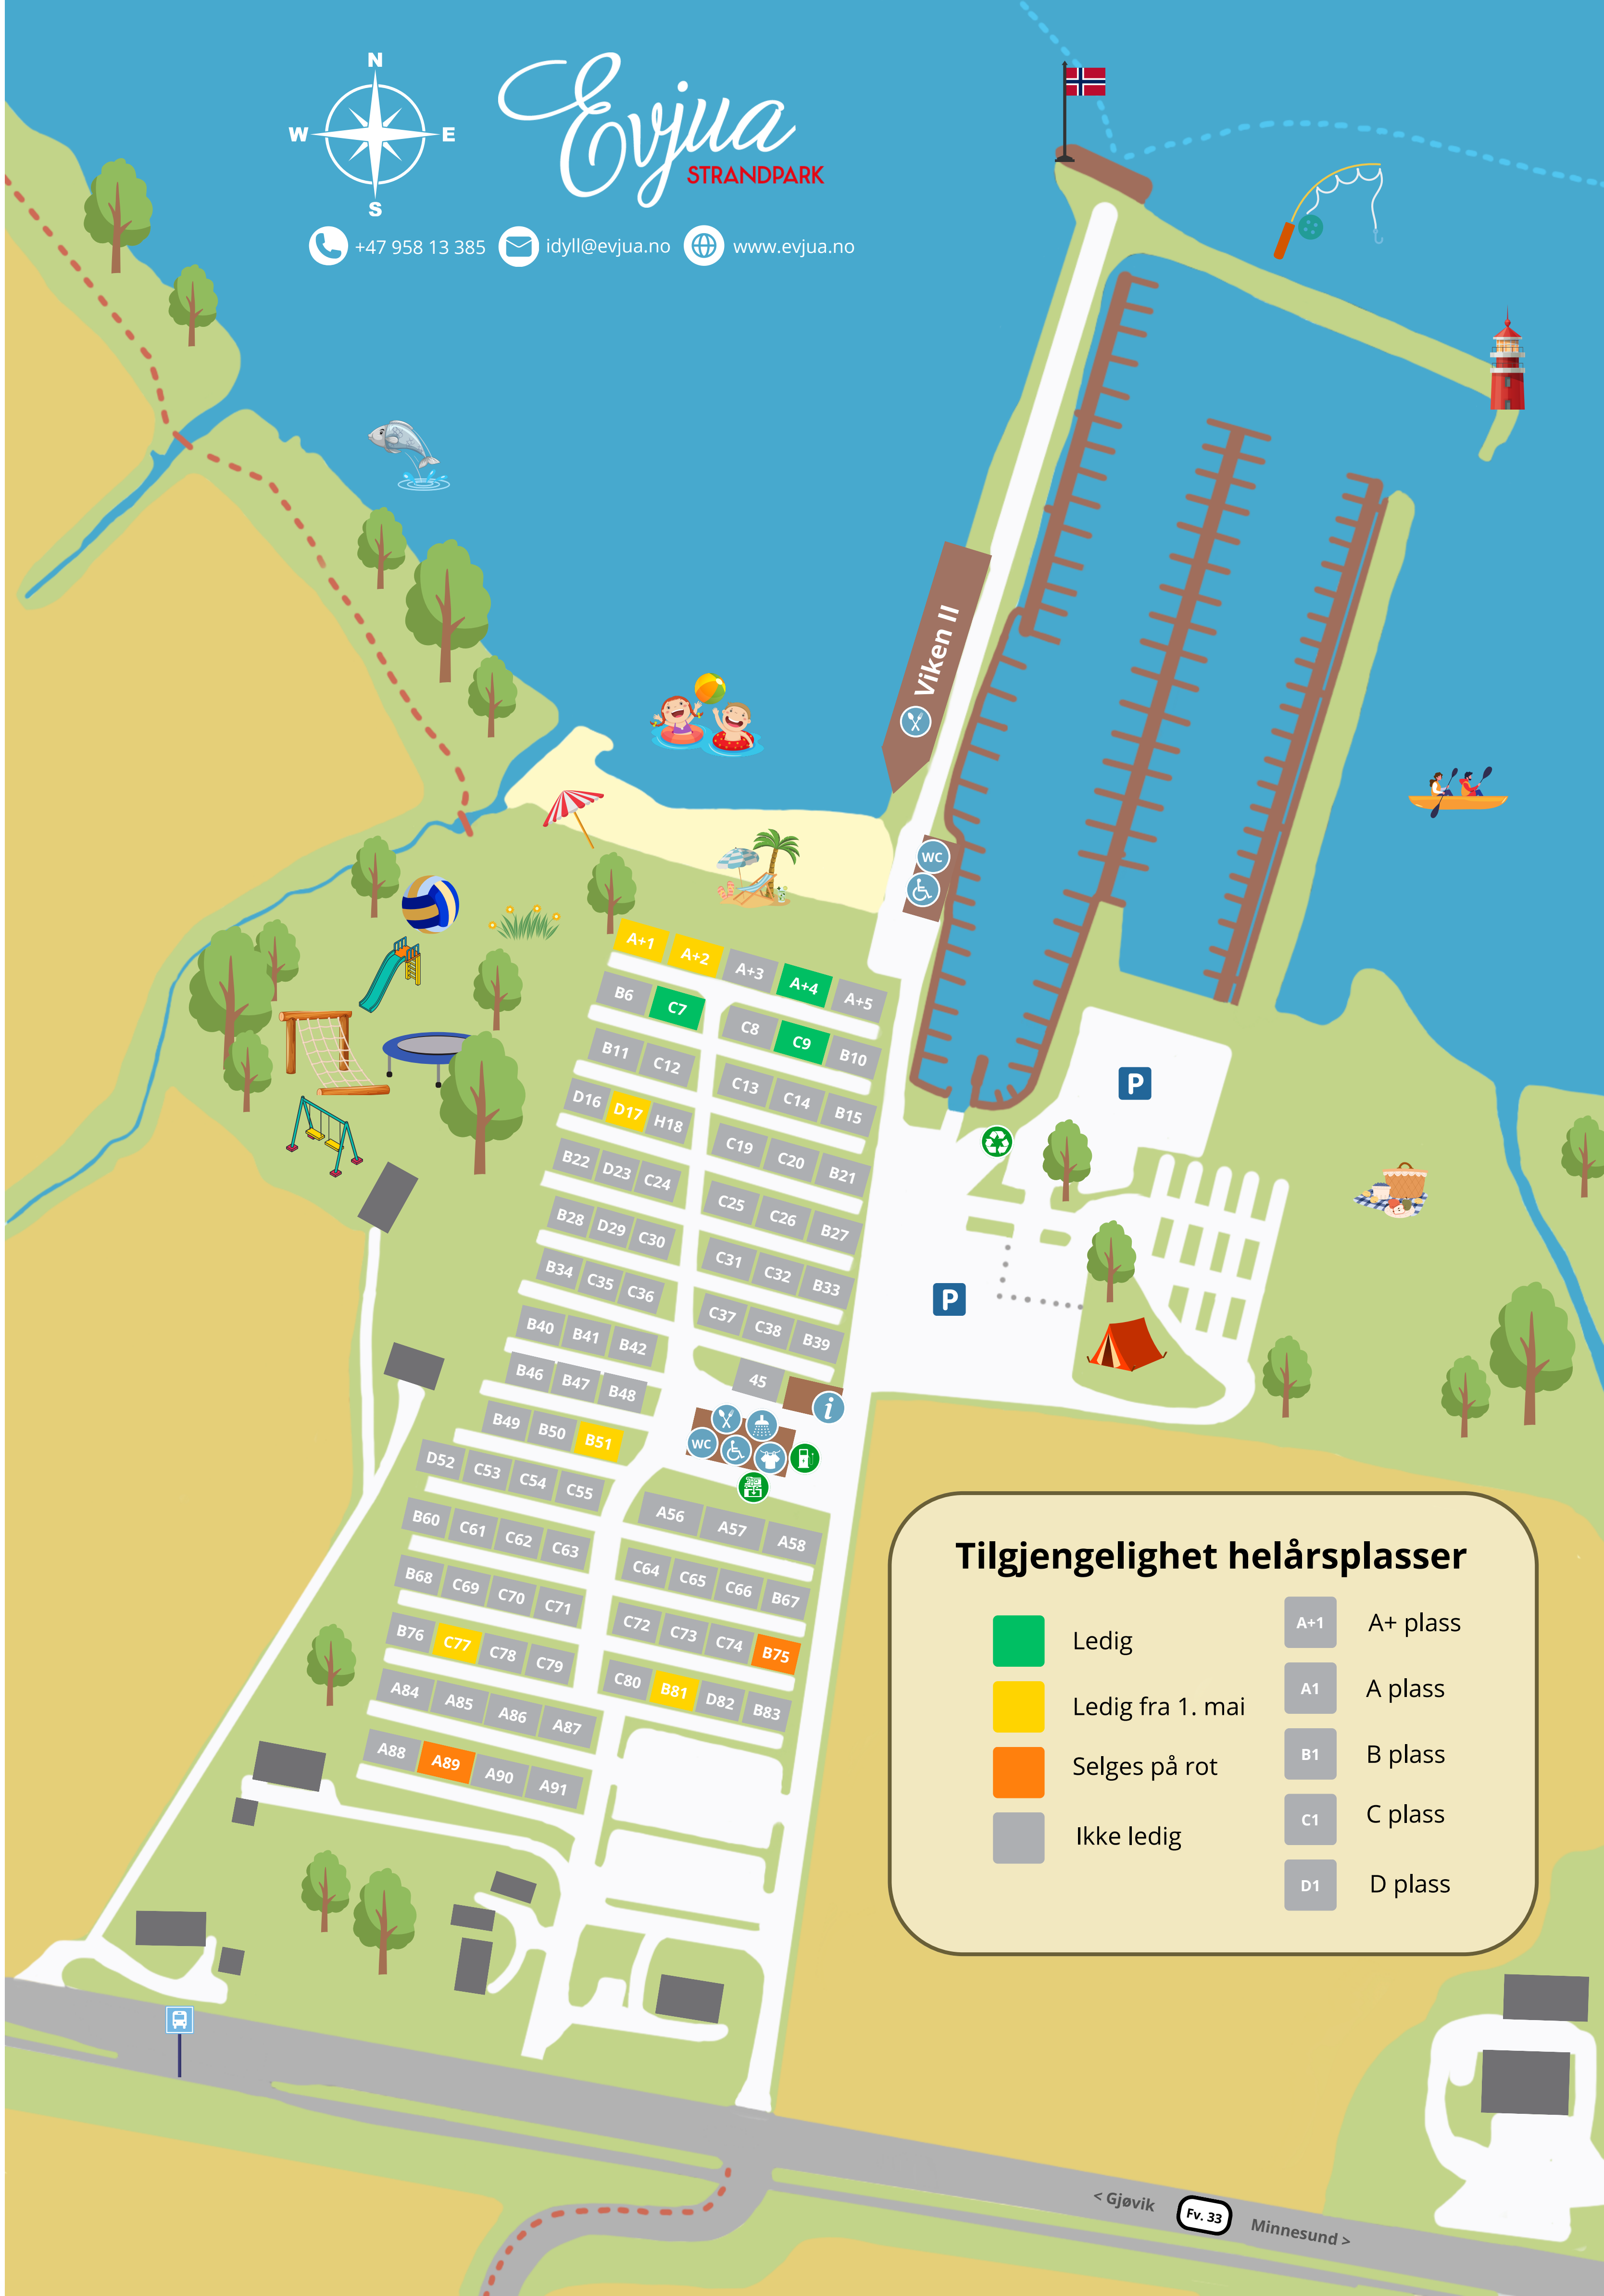 N
W E
S
Evjua
STRANDPARK
+47 958 13 385 idyll@evjua.no www.evjua.no
Viken II
WC
A+1 A+2 A+3 A+4 A+5
B6 C7 C8 C9 B10
B11 C12 C13 C14 B15
D16 D17 H18 C19 C20 B21
B22 D23 C24 C25 C26 B27
B28 D29 C30 C31 C32 B33
B34 C35 C36 C37 C38 B39
B40 B41 B42 45
B46 B47 B48
i
B49 B50 B51
WC
P
P
D52 C53 C54 C55 A56 A57 A58
B60 C61 C62 C63 C64 C65 C66 B67
B68 C69 C70 C71 C72 C73 C74 B75
B76 C77 C78 C79 C80 B81 D82 B83
A84 A85 A86 A87
A88 A89 A90 A91
Tilgjengelighet helårsplasser
Ledig
Ledig fra 1. mai
Selges på rot
Ikke ledig
A+1 A+ plass
A1 A plass
B1 B plass
C1 C plass
D1 D plass
< Gjøvik Fv. 33 Minnesund >